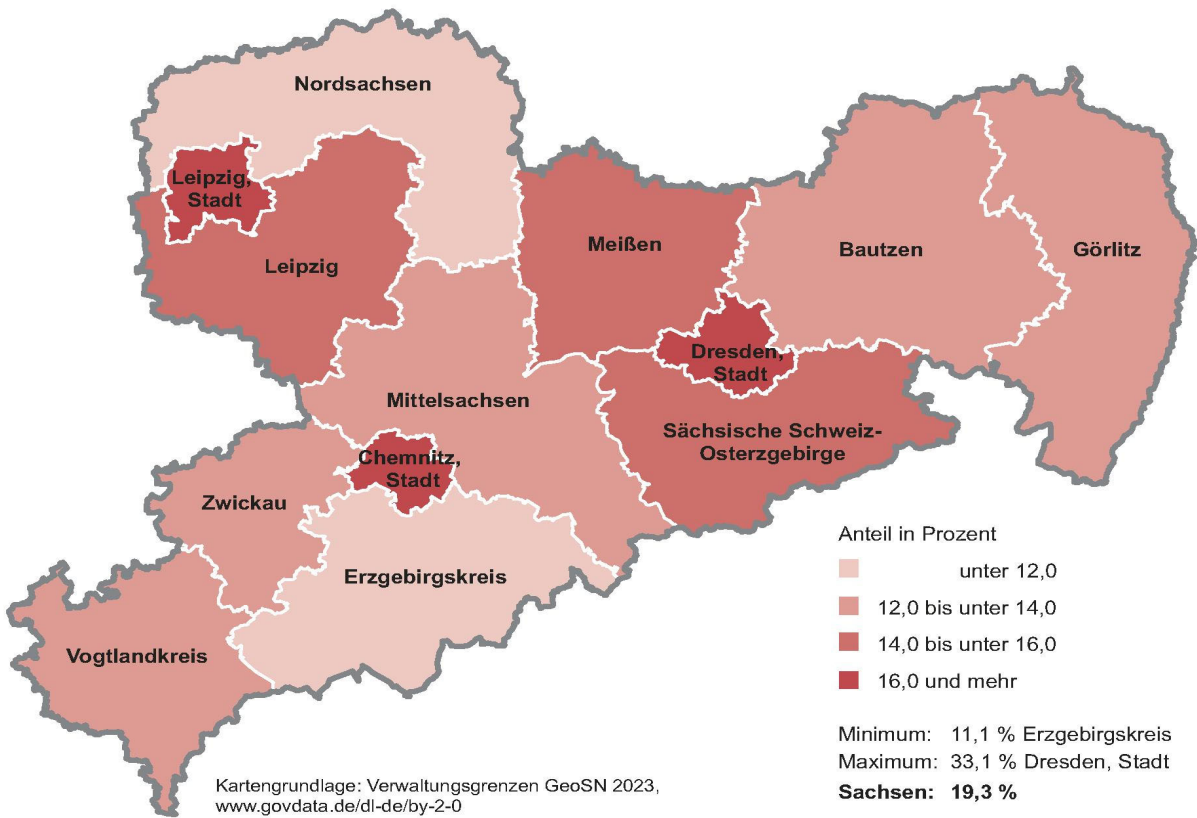 Nordsachsen
Leipzig,
Stadt
Leipzig
Meißen
Bautzen
Görlitz
Dresden,
Stadt
Mittelsachsen
Sächsische Schweiz-
Osterzgebirge
Chemnitz,
Stadt
Zwickau
Erzgebirgskreis
Vogtlandkreis
Anteil in Prozent
unter 12,0
12,0 bis unter 14,0
14,0 bis unter 16,0
16,0 und mehr
Minimum: 11,1 % Erzgebirgskreis
Maximum: 33,1 % Dresden, Stadt
Sachsen: 19,3 %
Kartengrundlage: Verwaltungsgrenzen GeoSN 2023,
www.govdata.de/dl-de/by-2-0